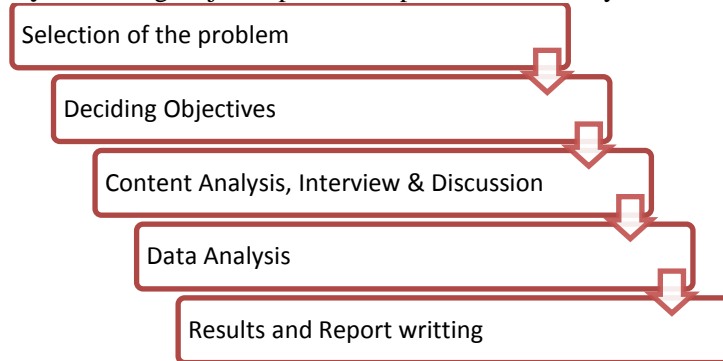 Selection of the problem
Deciding Objectives
Content Analysis, Interview & Discussion
Data Analysis
Results and Report writting